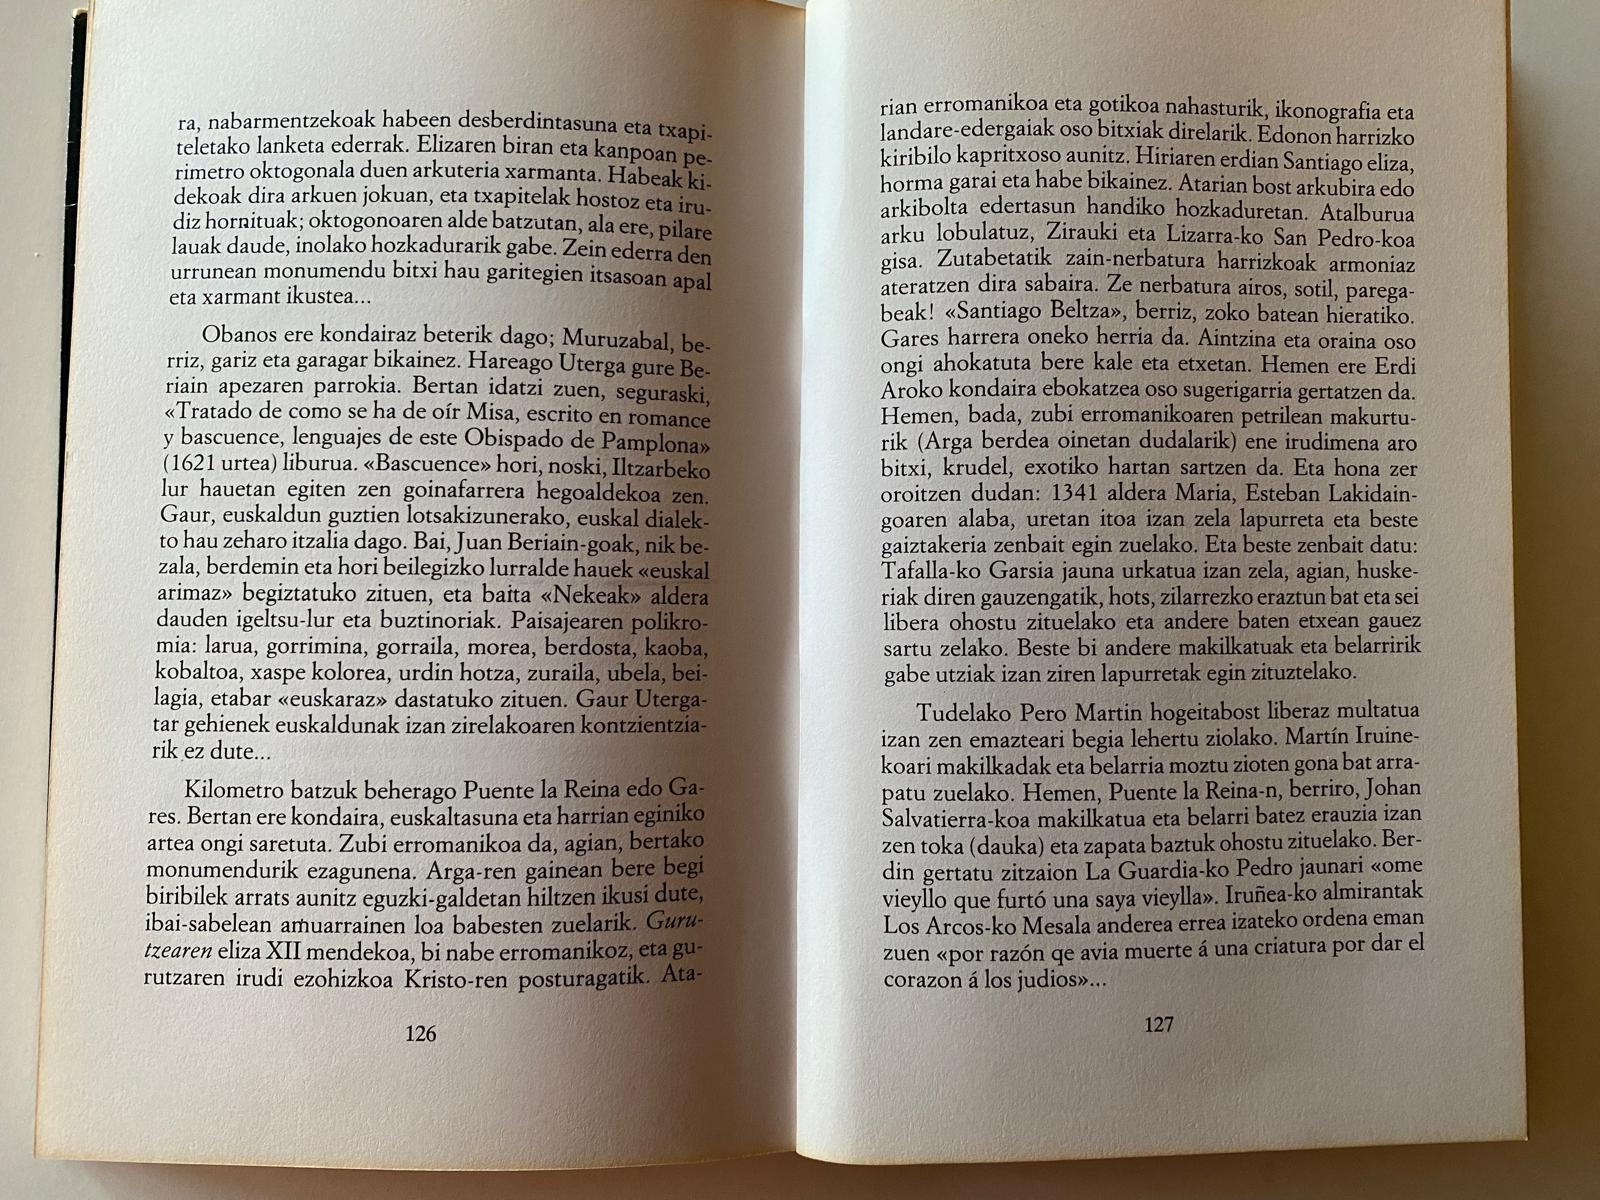 ra, nabarmentzekoak habeen desberdintasuna eta txapi-
teletako lanketa ederrak. Elizaren biran eta kanpoan pe-
rimetro oktogonala duen arkuteria xarmanta. Habeak ki-
dekoak dira arkuen jokuan, eta txapitelak hostoz eta iru-
diz hornituak; oktogonoaren alde batzutan, ala ere, pilare
lauak daude, inolako hozkadurarik gabe. Zein ederra den
urrunean monumendu bitxi hau garitegien itsasoan apal
eta xarmant ikustea...
Obanos ere kondairaz beterik dago; Muruzabal, be-
rriz, gariz eta garagar bikainez. Hareago Uterga gure Be-
riain apezaren parrokia. Bertan idatzi zuen, seguraski,
«Tratado de como se ha de oír Misa, escrito en romance
y bascuence, lenguajes de este Obispado de Pamplona»
(1621 urtea) liburua. «Bascuence» hori, noski, Iltzarbeko
lur hauetan egiten zen goinafarrera hegoaldekoa zen.
Gaur, euskaldun guztien lotsakizunerako, euskal dialek-
to hau zeharo itzalia dago. Bai, Juan Beriain-goak, nik be-
zala, berdemin eta hori beilegizko lurralde hauek «euskal
arimaz» begiztatuko zituen, eta baita «Nekeak» aldera
dauden igeltsu-lur eta buztinoriak. Paisajearen polikro-
mia: larua, gorrimina, gorraila, morea, berdosta, kaoba,
kobaltoa, xaspe kolorea, urdin hotza, zuraila, ubela, bei-
lagia, etabar «euskaraz» dastatuko zituen. Gaur Uterga-
tar gehienek euskaldunak izan zirelakoaren kontzientzia-
rik ez dute...
Kilometro batzuk beherago Puente la Reina edo Ga-
res. Bertan ere kondaira, euskaltasuna eta harrian eginiko
artea ongi saretuta. Zubi erromanikoa da, agian, bertako
monumendurik ezagunena. Arga-ren gainean bere begi
biribilek arrats aunitz eguzki-galdetan hiltzen ikusi dute,
ibai-sabelean amuarrainen loa babesten zuelarik. Guru-
tzearen eliza XII mendekoa, bi nabe erromanikoz, eta gu-
rutzaren irudi ezohizkoa Kristo-ren posturagatik. Ata-
126
rian erromanikoa eta gotikoa nahasturik, ikonografia eta
landare-edergaiak oso bitxiak direlarik. Edonon harrizko
kiribilo kapritxoso aunitz. Hiriaren erdian Santiago eliza,
horma garai eta habe bikainez. Atarian bost arkubira edo
arkibolta edertasun handiko hozkaduretan. Atalburua
arku lobulatuz, Zirauki eta Lizarra-ko San Pedro-koa
gisa. Zutabetatik zain-nerbatura harrizkoak armoniaz
ateratzen dira sabaira. Ze nerbatura airos, sotil, parega-
beak! «Santiago Beltza», berriz, zoko batean hieratiko.
Gares harrera oneko herria da. Aintzina eta oraina oso
ongi ahokatuta bere kale eta etxetan. Hemen ere Erdi
Aroko kondaira ebokatzea oso sugerigarria gertatzen da.
Hemen, bada, zubi erromanikoaren petrilean makurtu-
rik (Arga berdea oinetan dudalarik) ene irudimena aro
bitxi, krudel, exotiko hartan sartzen da. Eta hona zer
oroitzen dudan: 1341 aldera Maria, Esteban Lakidain-
goaren alaba, uretan itoa izan zela lapurreta eta beste
gaiztakeria zenbait egin zuelako. Eta beste zenbait datu:
Tafalla-ko Garsia jauna urkatua izan zela, agian, huske-
riak diren gauzengatik, hots, zilarrezko eraztun bat eta sei
libera ohostu zituelako eta andere baten etxean gauez
sartu zelako. Beste bi andere makilkatuak eta belarririk
gabe utziak izan ziren lapurretak egin zituztelako.
Tudelako Pero Martin hogeitabost liberaz multatua
izan zen emazteari begia lehertu ziolako. Martín Iruine-
koari makilkadak eta belarria moztu zioten gona bat arra-
patu zuelako. Hemen, Puente la Reina-n, berriro, Johan
Salvatierra-koa makilkatua eta belarri batez erauzia izan
zen toka (dauka) eta zapata baztuk ohostu zituelako. Ber-
din gertatu zitzaion La Guardia-ko Pedro jaunari «ome
vieyllo que furtó una saya vieylla». Iruñea-ko almirantak
Los Arcos-ko Mesala anderea errea izateko ordena eman
zuen «por razón qe avia muerte á una criatura por dar el
corazon á los judios»...
127